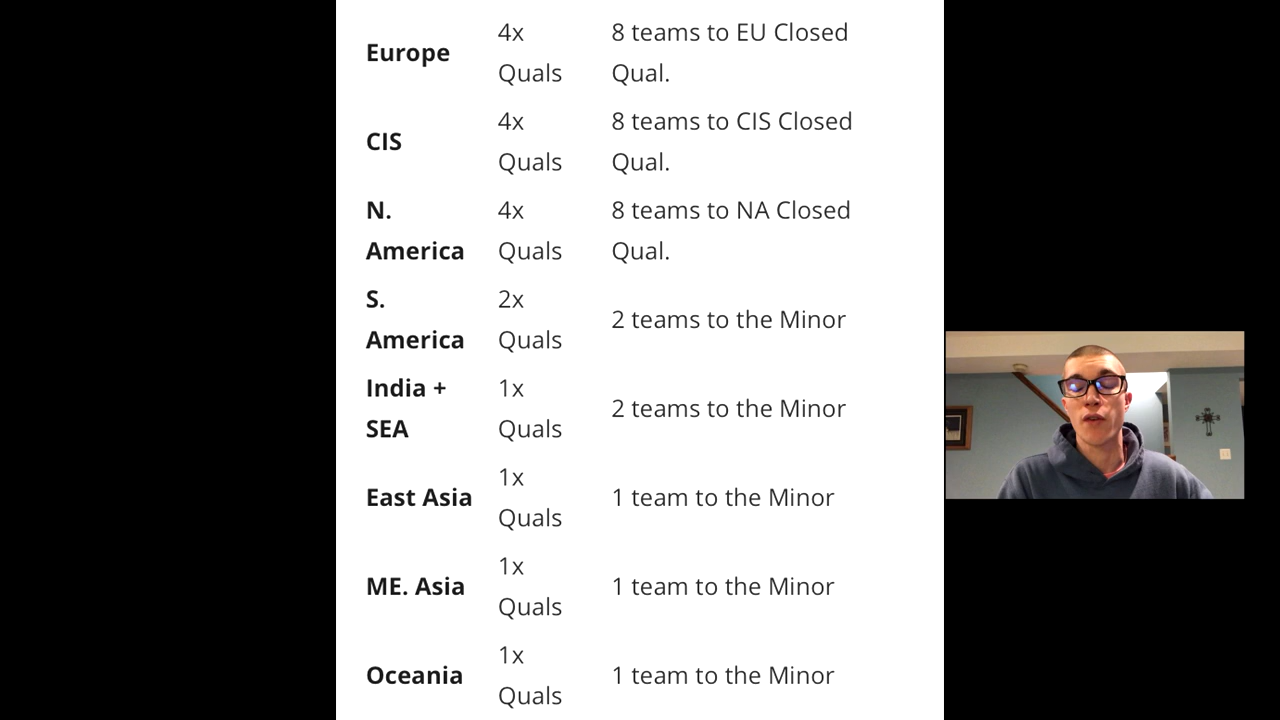 Europe
4x
Quals
8 teams to EU Closed
Qual.
CIS
4x
Quals
8 teams to CIS Closed
Qual.
N.
America
4x
Quals
8 teams to NA Closed
Qual.
S.
America
2x
Quals
2 teams to the Minor
India +
SEA
1x
Quals
2 teams to the Minor
East Asia
1x
Quals
1 team to the Minor
ME. Asia
1x
Quals
1 team to the Minor
Oceania
1x
Quals
1 team to the Minor